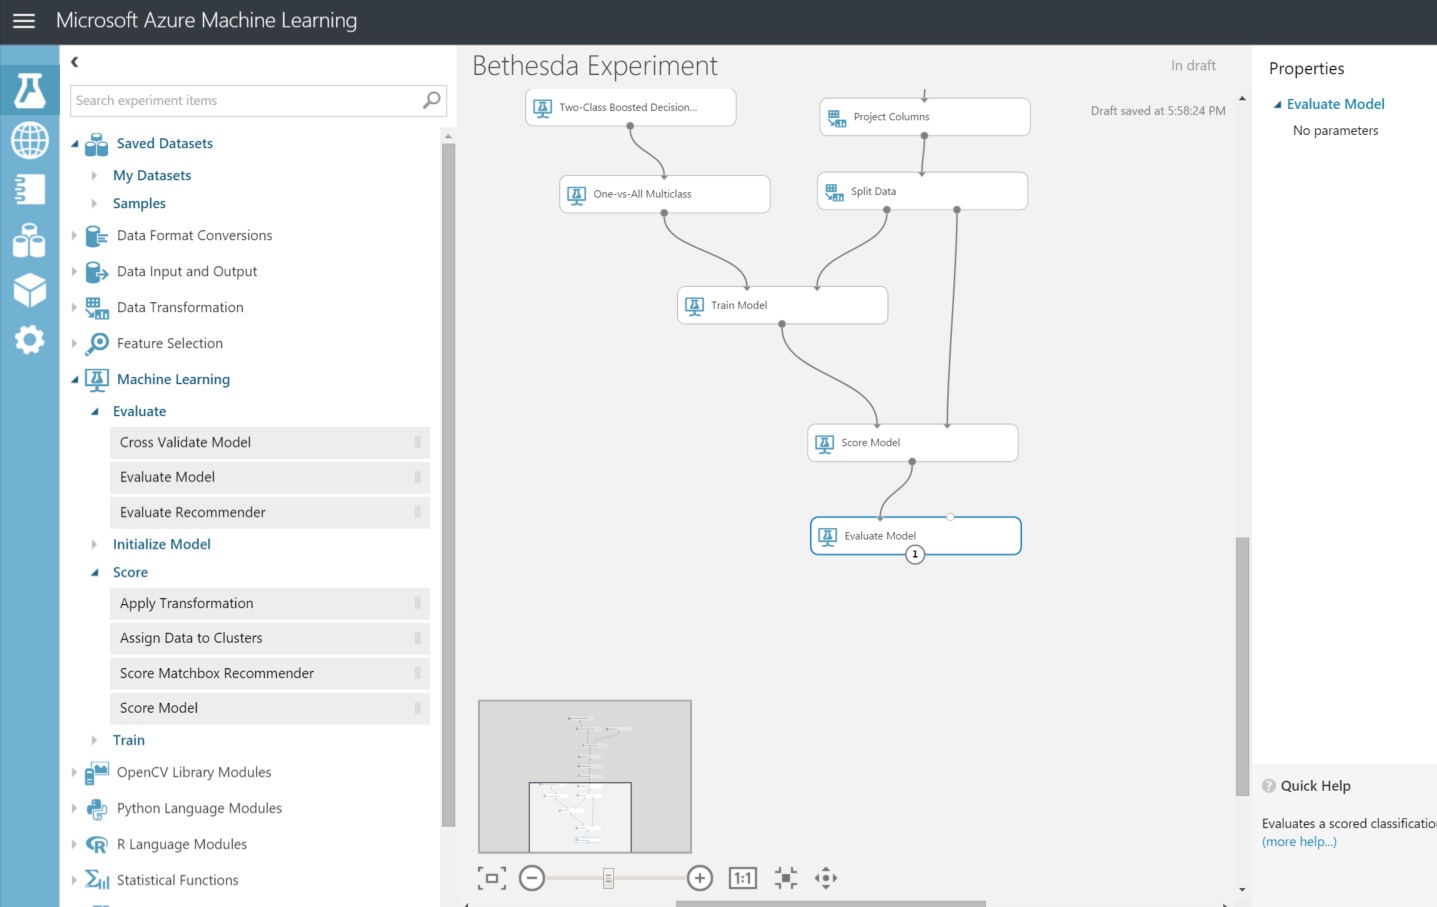 Microsoft Azure Machine Learning
Search experiment items
Saved Datasets
My Datasets
Samples
Data Format Conversions
Data Input and Output
Data Transformation
Feature Selection
Machine Learning
Evaluate
Cross Validate Model
Evaluate Model
Evaluate Recommender
Initialize Model
Score
Apply Transformation
Assign Data to Clusters
Score Matchbox Recommender
Score Model
Train
OpenCV Library Modules
Python Language Modules
R Language Modules
Statistical Functions
Bethesda Experiment
In draft
Draft saved at 5:58:24 PM
Two-Class Boosted Decision...
Project Columns
One-vs-All Multiclass
Split Data
Train Model
Score Model
Evaluate Model
1
1:1
Properties
Evaluate Model
No parameters
Quick Help
Evaluates a scored classificatio
(more help...)